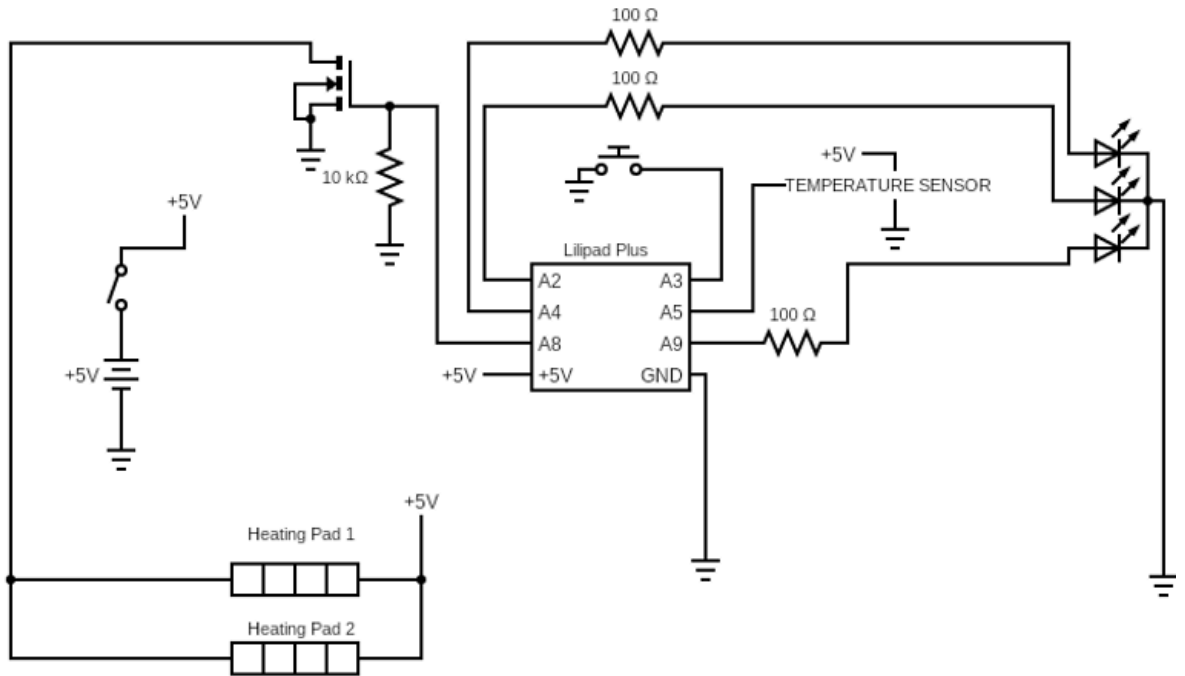 100 Ω
100 Ω
+5V
TEMPERATURE SENSOR
10 kΩ
+5V
Lilipad Plus
A2
A3
A4
A5
100 Ω
A8
A9
+5V
+5V
+5V
GND
+5V
Heating Pad 1
Heating Pad 2